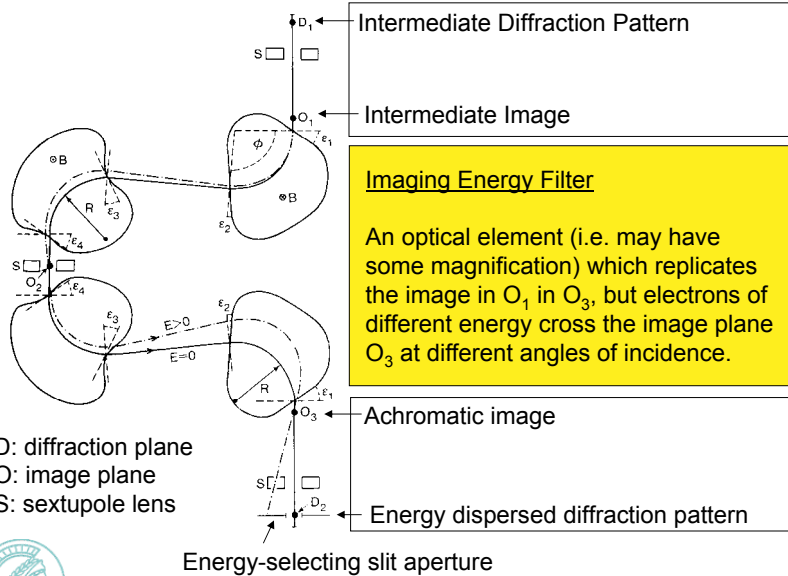 D₁
Intermediate Diffraction Pattern
S
O₁
Intermediate Image
ε₁
ϕ
⊗B
⊗B
R
ε₃
ε₂
ε₄
S
O₂
ε₄
ε₃
ε₂
E>0
E=0
R
ε₁
O₃
Imaging Energy Filter
An optical element (i.e. may have
some magnification) which replicates
the image in O₁ in O₃, but electrons of
different energy cross the image plane
O₃ at different angles of incidence.
Achromatic image
D: diffraction plane
O: image plane
S: sextupole lens
S
D₂
Energy dispersed diffraction pattern
Energy-selecting slit aperture